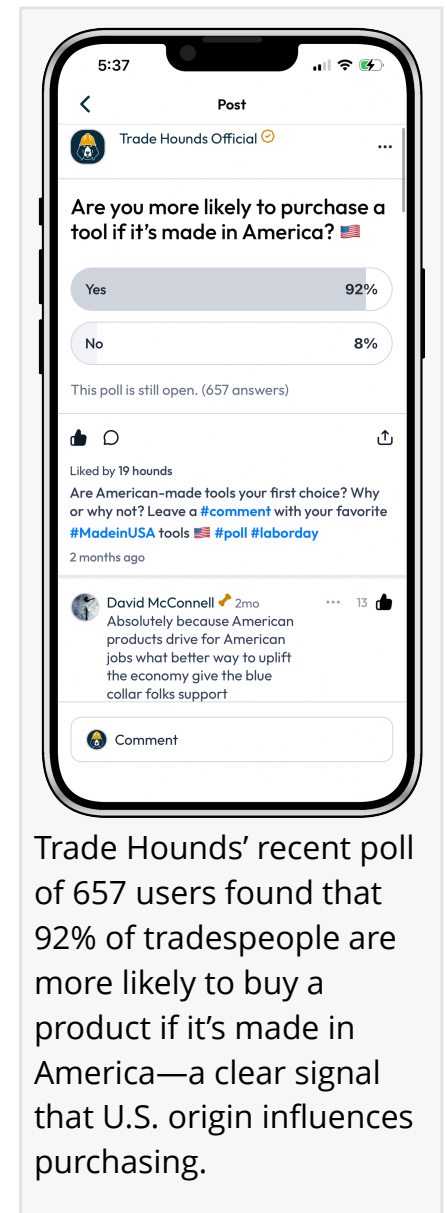 5:37
Post
Trade Hounds Official
Are you more likely to purchase a
tool if it's made in America? 🇺🇸
Yes 92%
No 8%
This poll is still open. (657 answers)
Liked by 19 hounds
Are American-made tools your first choice? Why
or why not? Leave a #comment with your favorite
#MadeinUSA tools 🇺🇸 #poll #laborday
2 months ago
David McConnell 🦴 2mo 13
Absolutely because American
products drive for American
jobs what better way to uplift
the economy give the blue
collar folks support
Comment
Trade Hounds’ recent poll
of 657 users found that
92% of tradespeople are
more likely to buy a
product if it’s made in
America—a clear signal
that U.S. origin influences
purchasing.